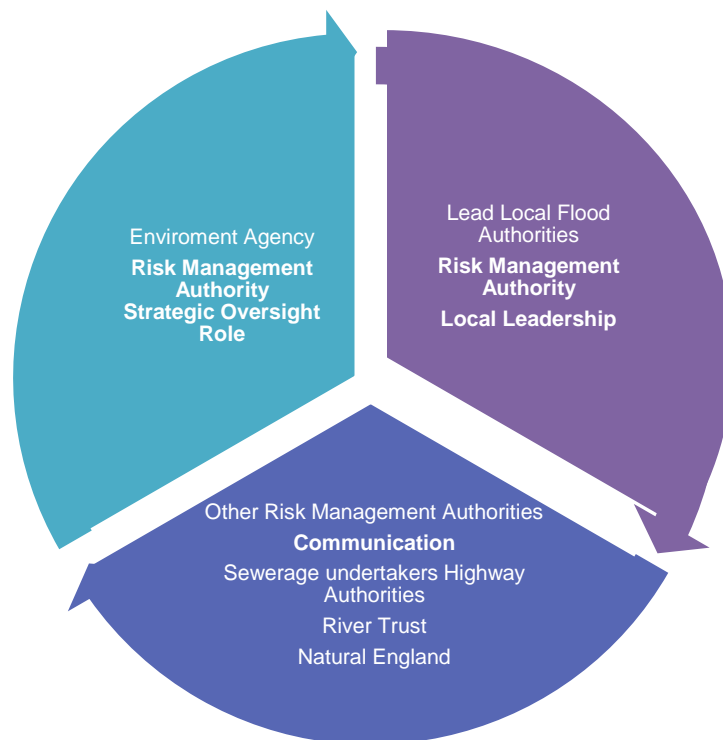 Enviroment Agency
Risk Management
Authority
Strategic Oversight
Role
Lead Local Flood
Authorities
Risk Management
Authority
Local Leadership
Other Risk Management Authorities
Communication
Sewerage undertakers Highway
Authorities
River Trust
Natural England